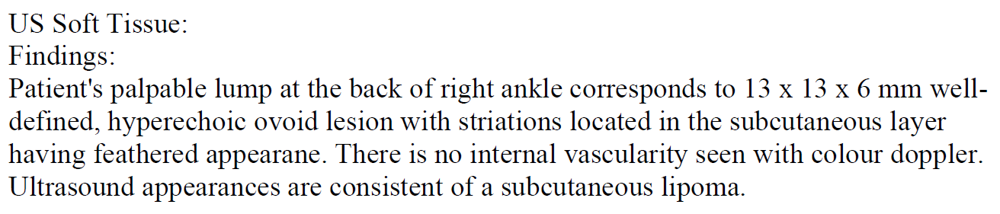 US Soft Tissue:
Findings:
Patient's palpable lump at the back of right ankle corresponds to 13 x 13 x 6 mm well-
defined, hyperechoic ovoid lesion with striations located in the subcutaneous layer
having feathered appearane. There is no internal vascularity seen with colour doppler.
Ultrasound appearances are consistent of a subcutaneous lipoma.